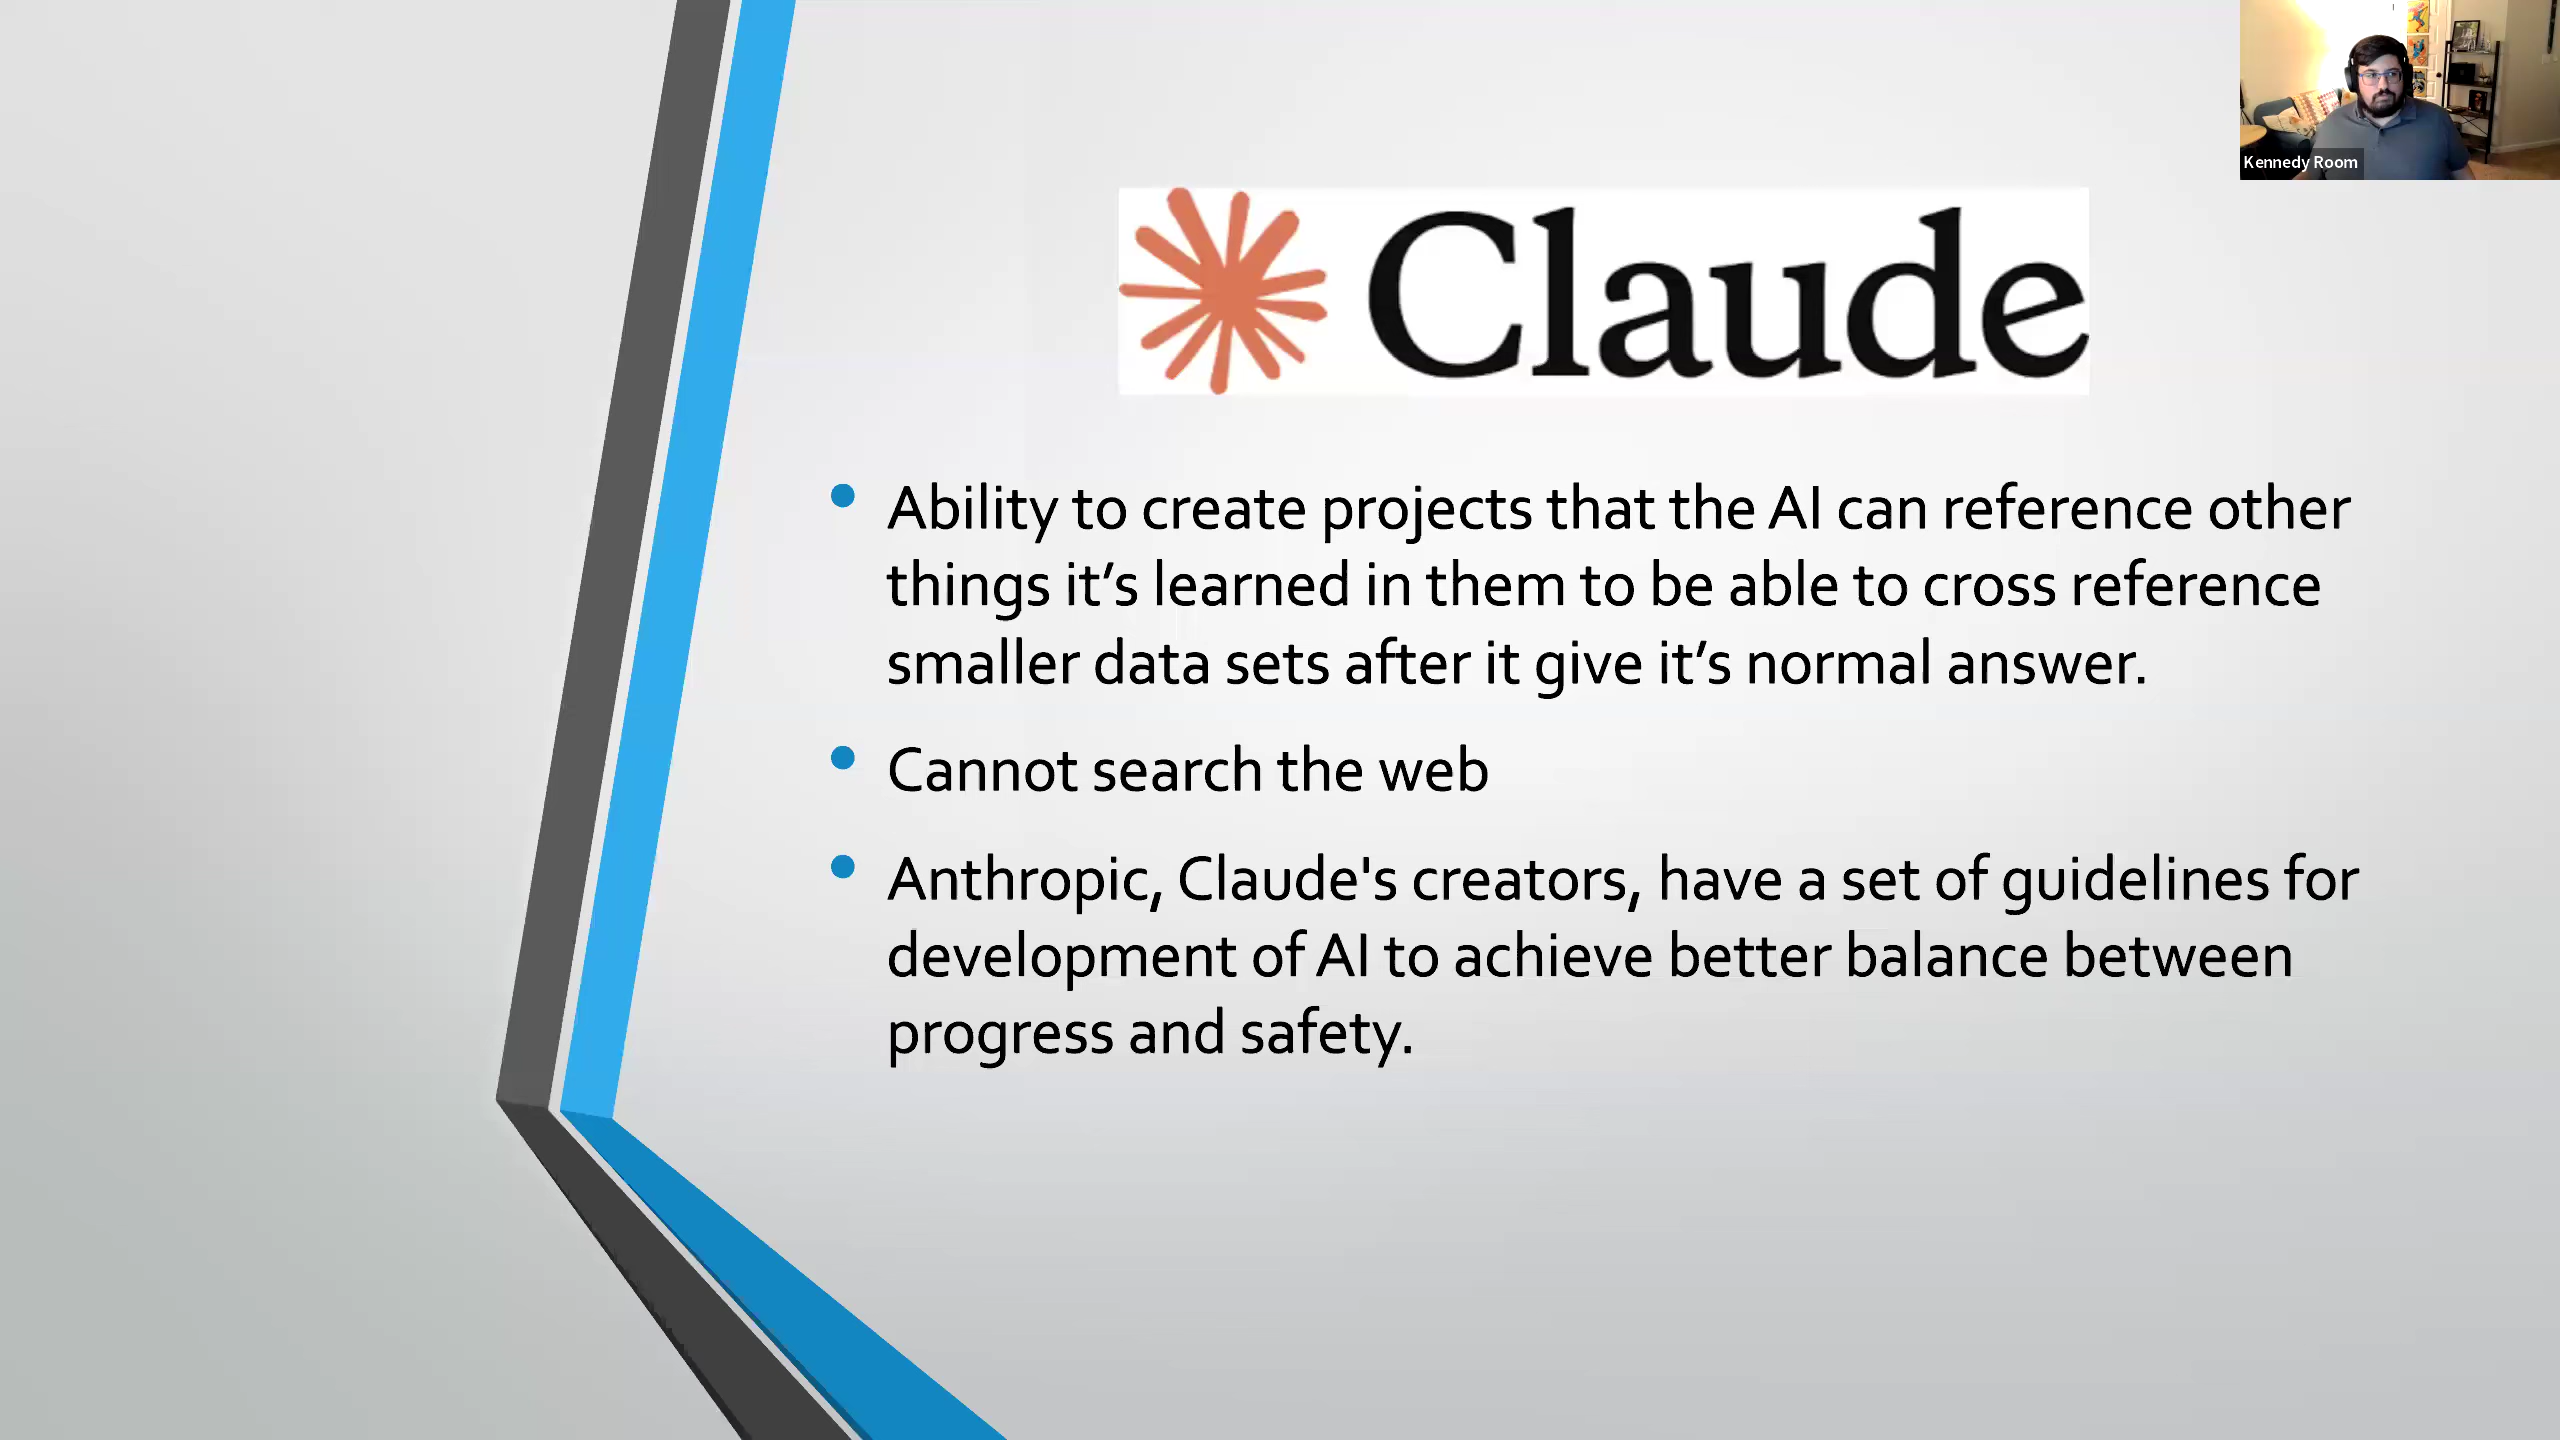 Kennedy Room
Claude
• Ability to create projects that the AI can reference other
things it’s learned in them to be able to cross reference
smaller data sets after it give it’s normal answer.
• Cannot search the web
• Anthropic, Claude's creators, have a set of guidelines for
development of AI to achieve better balance between
progress and safety.